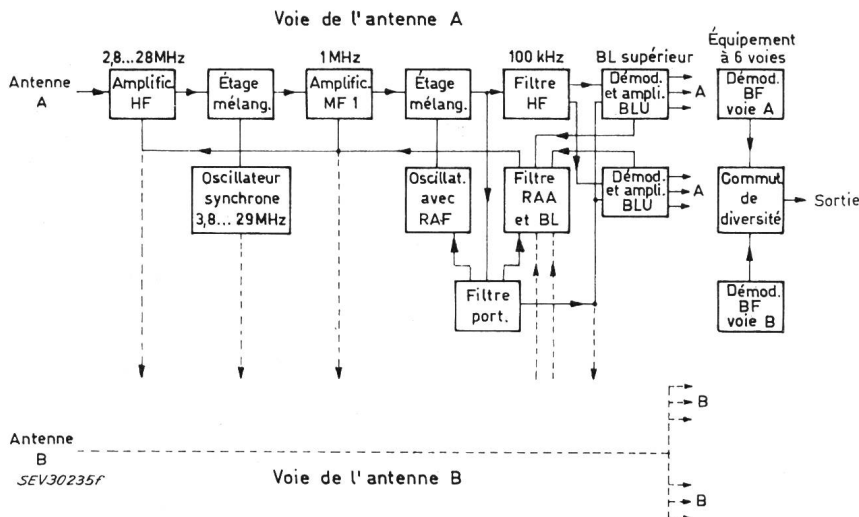 Voie de l'antenne A
Équipement
à 6 voies
2,8...28MHz
1MHz
100 kHz
BL supérieur
Antenne
A
Amplific.
HF
Étage
mélang.
Amplific.
MF 1
Étage
mélang.
Filtre
HF
Démod.
et ampli.
BLU
A
Démod.
BF
voie A
Oscillateur
synchrone
3,8...29MHz
Oscillat.
avec
RAF
Filtre
RAA
et BL
Démod.
et ampli.
BLU
A
Commut.
de
diversité
Sortie
Filtre
port.
Démod.
BF
voie B
B
Antenne
B
SEV30235f
Voie de l'antenne B
B